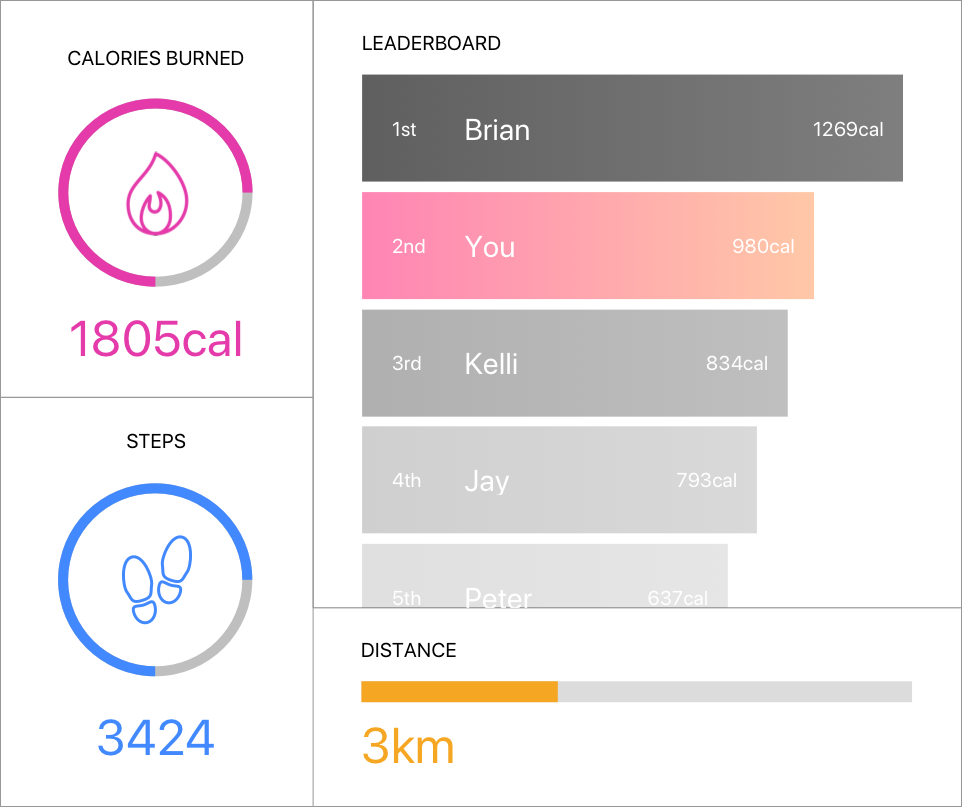 CALORIES BURNED
1805cal
STEPS
3424
LEADERBOARD
1st Brian 1269cal
2nd You 980cal
3rd Kelli 834cal
4th Jay 793cal
5th Peter 637cal
DISTANCE
3km